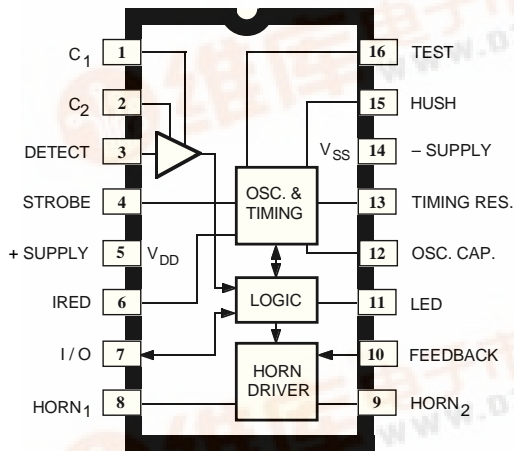 C1
1
16
TEST
C2
2
15
HUSH
DETECT
3
VSS
14
– SUPPLY
STROBE
4
OSC. &
TIMING
13
TIMING RES.
+ SUPPLY
5
VDD
12
OSC. CAP.
IRED
6
LOGIC
11
LED
I / O
7
10
FEEDBACK
HORN
DRIVER
HORN1
8
9
HORN2